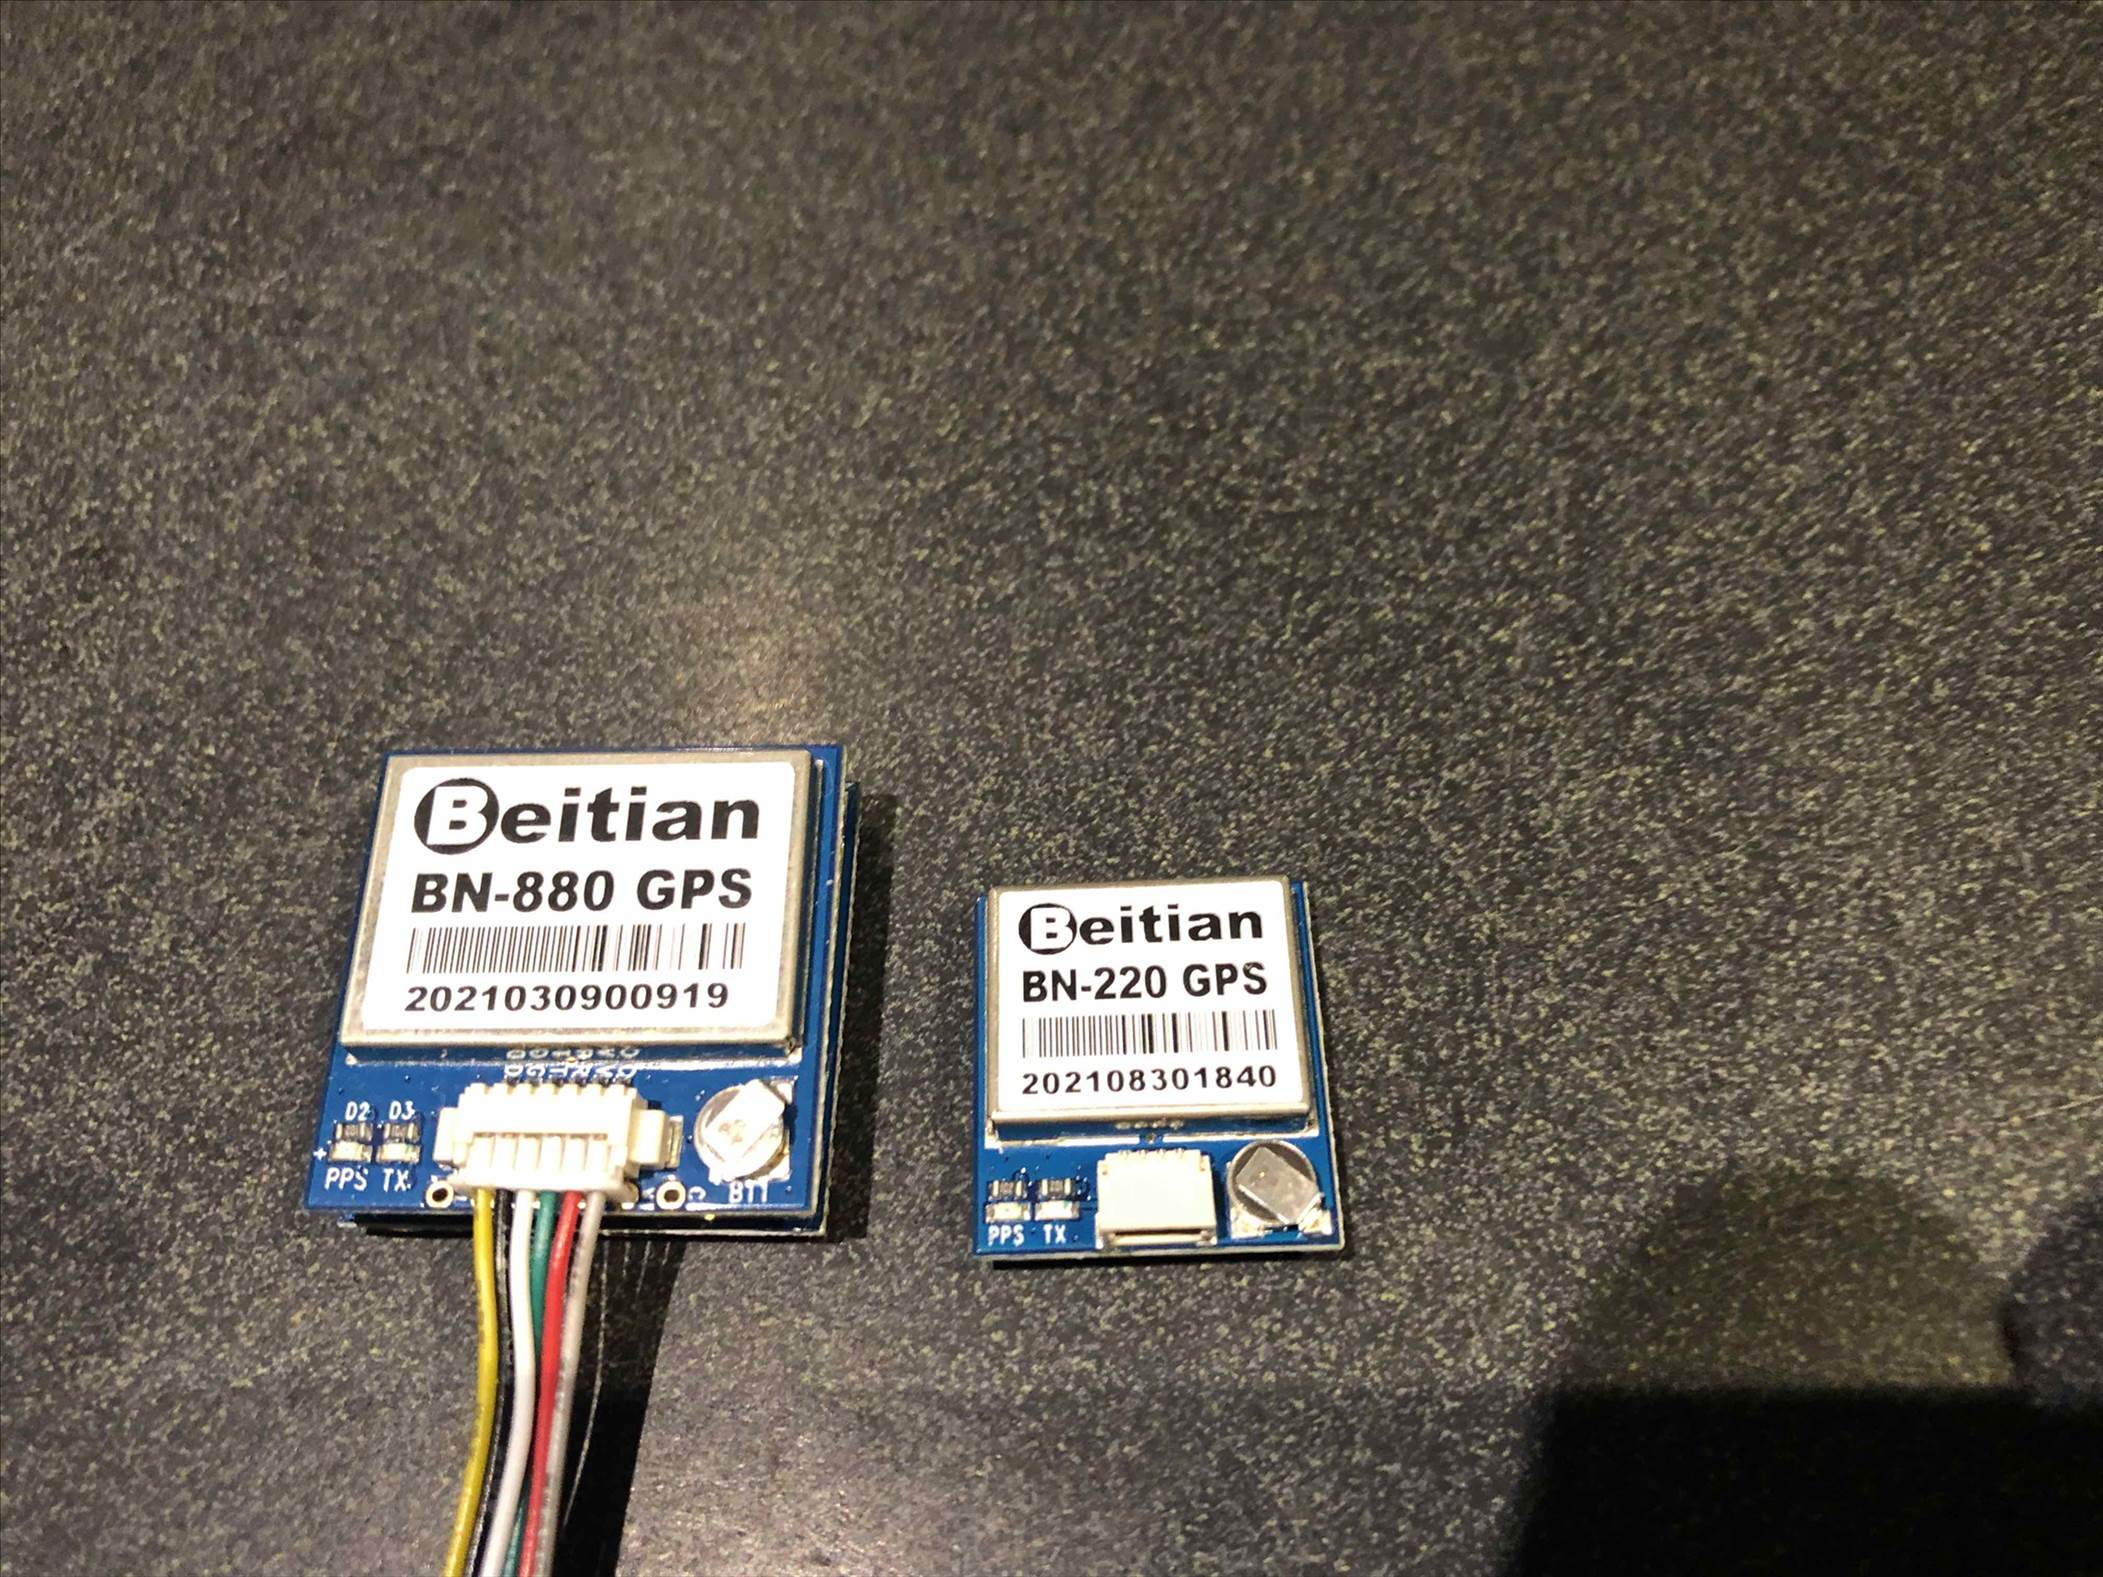 Beitian
BN-880 GPS
2021030900919
D2 D3
PPS TX
BT1
Beitian
BN-220 GPS
202108301840
PPS TX